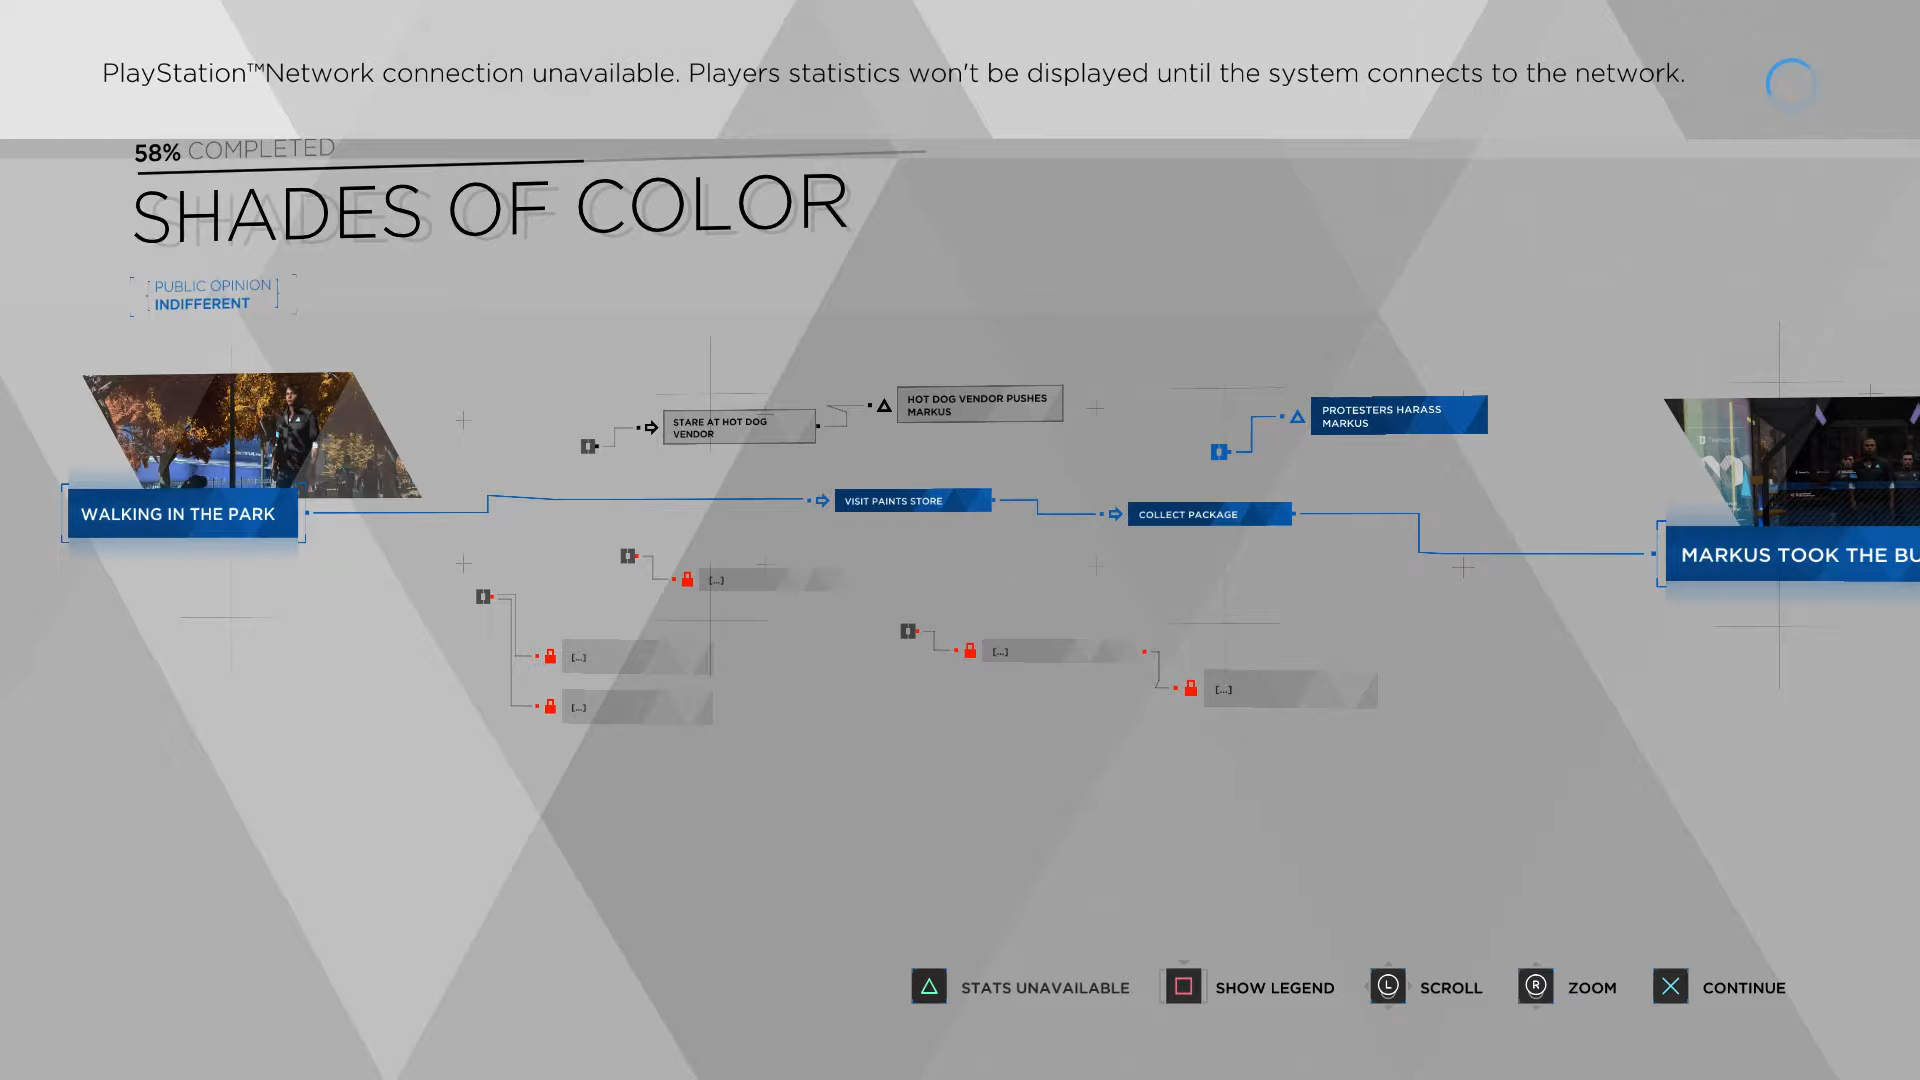 PlayStation™Network connection unavailable. Players statistics won't be displayed until the system connects to the network.
58% COMPLETED
SHADES OF COLOR
PUBLIC OPINION
INDIFFERENT
HOT DOG VENDOR PUSHES
MARKUS
STARE AT HOT DOG
VENDOR
PROTESTERS HARASS
MARKUS
WALKING IN THE PARK
VISIT PAINTS STORE
COLLECT PACKAGE
MARKUS TOOK THE BU
[...]
[...]
[...]
[...]
[...]
STATS UNAVAILABLE
SHOW LEGEND
L
SCROLL
R
ZOOM
CONTINUE